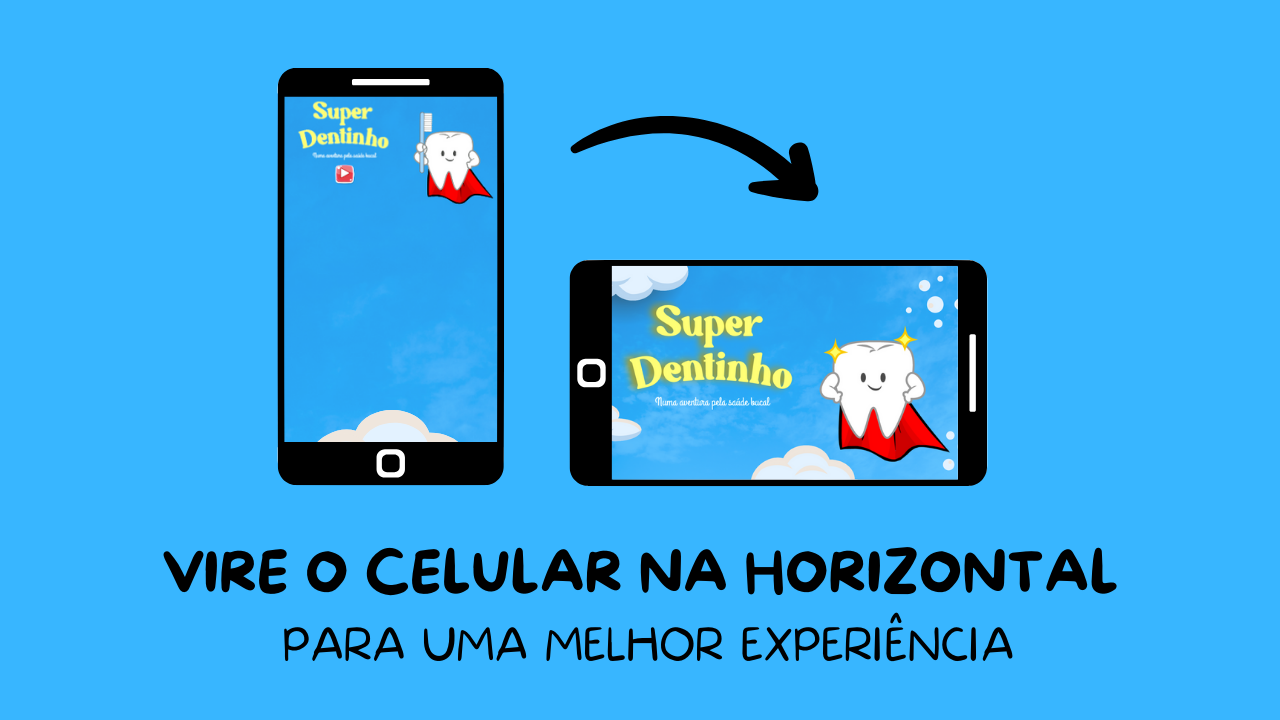 Super
Dentinho
Numa aventura pela saúde bucal
Super
Dentinho
Numa aventura pela saúde bucal
VIRE O CELULAR NA HORIZONTAL
PARA UMA MELHOR EXPERIÊNCIA